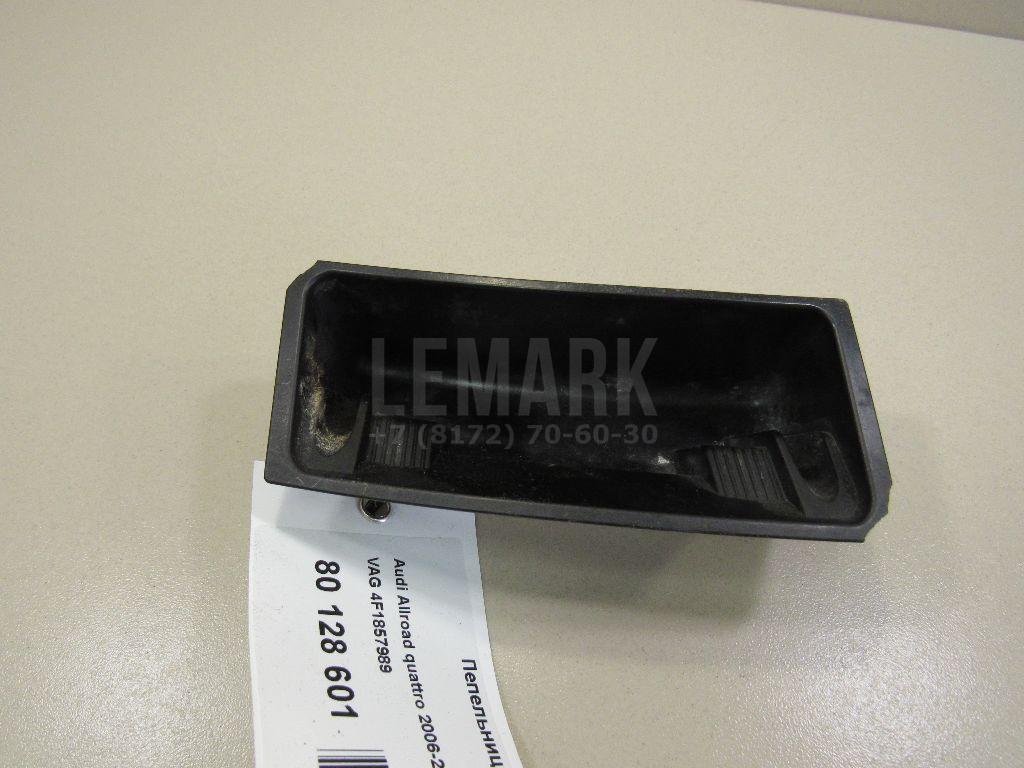 LEMARK
+7 (8172) 70-60-30
Пепельниц
Audi Allroad quattro 2006-2
VAG 4F1857989
80 128 601